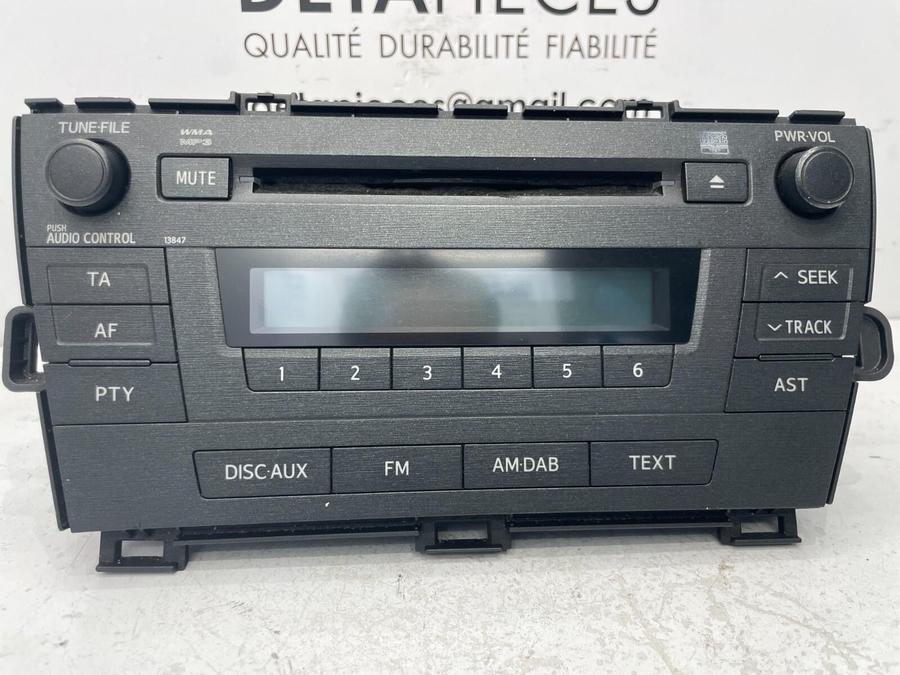 QUALITÉ DURABILITÉ FIABILITÉ
TUNE·FILE
WMA
MP3
PWR·VOL
MUTE
PUSH
AUDIO CONTROL
13847
TA
SEEK
AF
TRACK
1 2 3 4 5 6
PTY
AST
DISC·AUX
FM
AM·DAB
TEXT